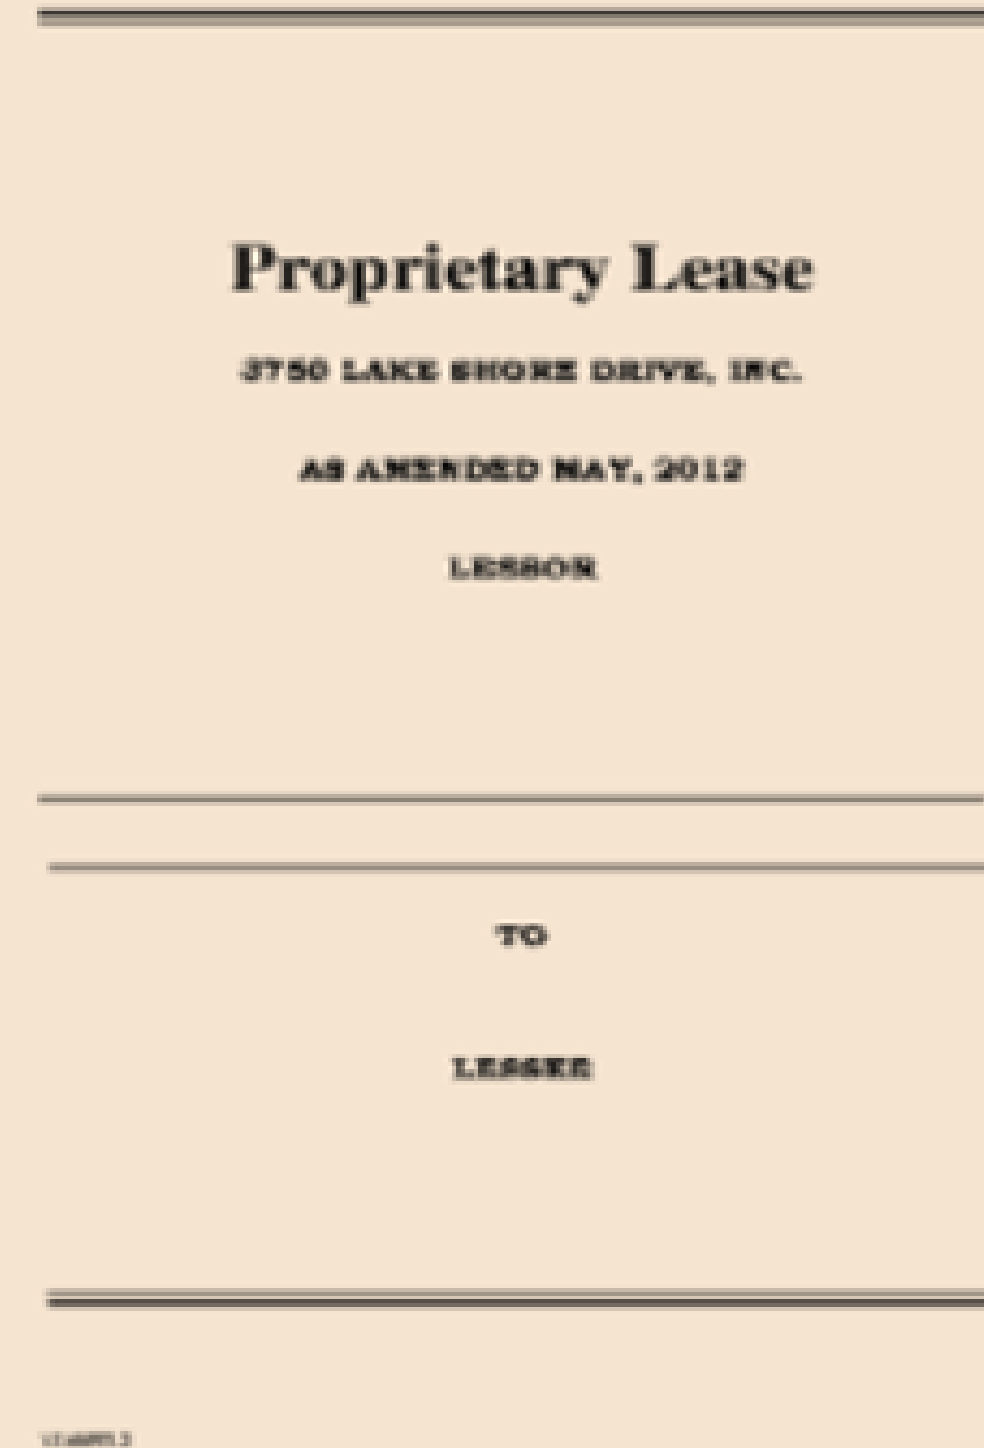 Proprietary Lease
3750 LAKE SHORE DRIVE, INC.
AS AMENDED MAY, 2012
LESSOR
TO
LESSEE